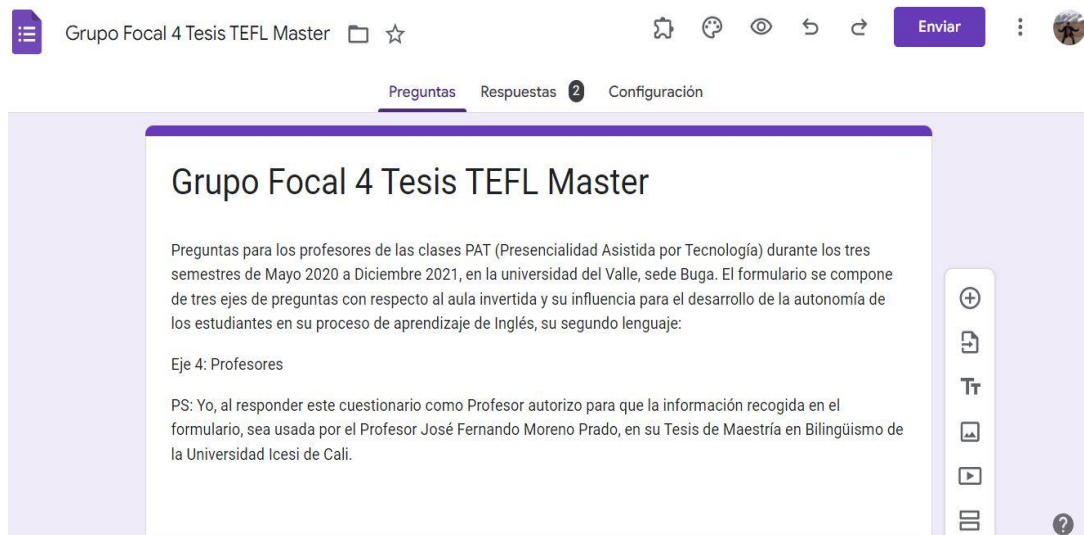 Grupo Focal 4 Tesis TEFL Master
Enviar
Preguntas
Respuestas 2
Configuración
Grupo Focal 4 Tesis TEFL Master
Preguntas para los profesores de las clases PAT (Presencialidad Asistida por Tecnología) durante los tres
semestres de Mayo 2020 a Diciembre 2021, en la universidad del Valle, sede Buga. El formulario se compone
de tres ejes de preguntas con respecto al aula invertida y su influencia para el desarrollo de la autonomía de
los estudiantes en su proceso de aprendizaje de Inglés, su segundo lenguaje:
Eje 4: Profesores
PS: Yo, al responder este cuestionario como Profesor autorizo para que la información recogida en el
formulario, sea usada por el Profesor José Fernando Moreno Prado, en su Tesis de Maestría en Bilingüismo de
la Universidad Icesi de Cali.
Tт